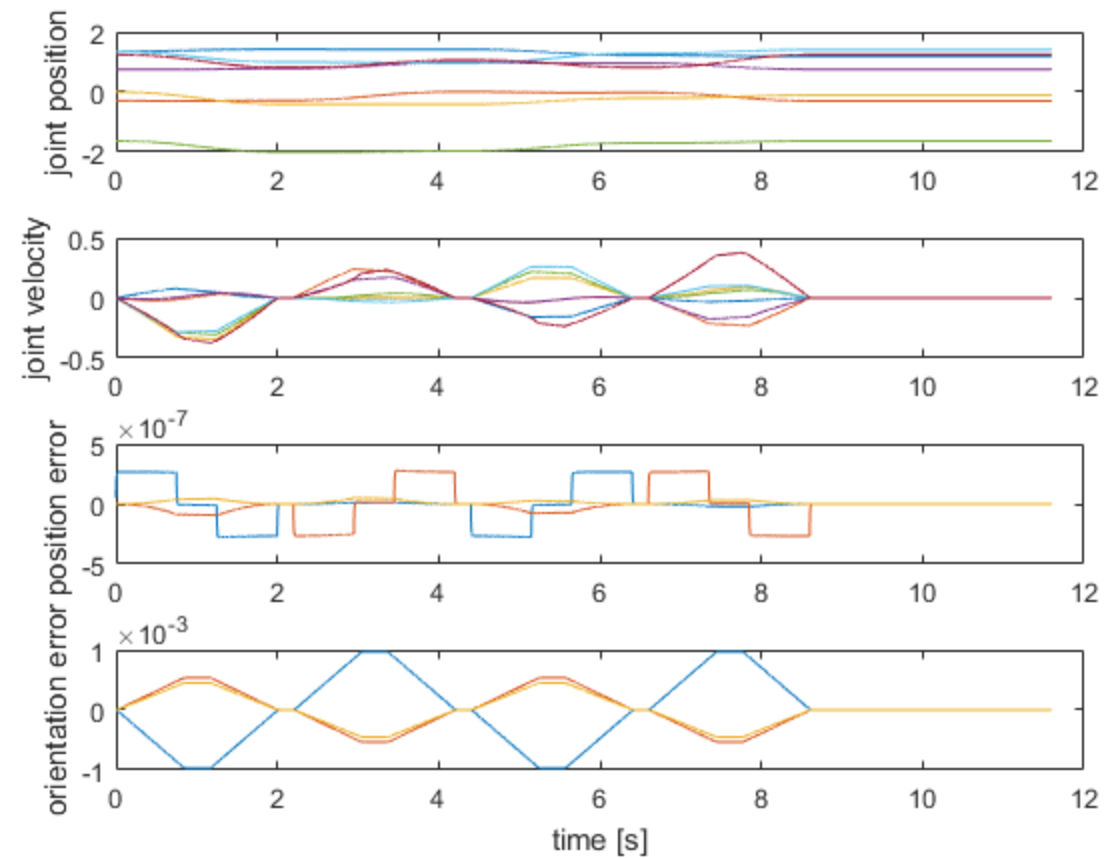 joint position
2
0
-2
0 2 4 6 8 10 12
joint velocity
0.5
0
-0.5
0 2 4 6 8 10 12
position error
×10^-7
5
0
-5
0 2 4 6 8 10 12
orientation error
×10^-3
1
0
-1
0 2 4 6 8 10 12
time [s]